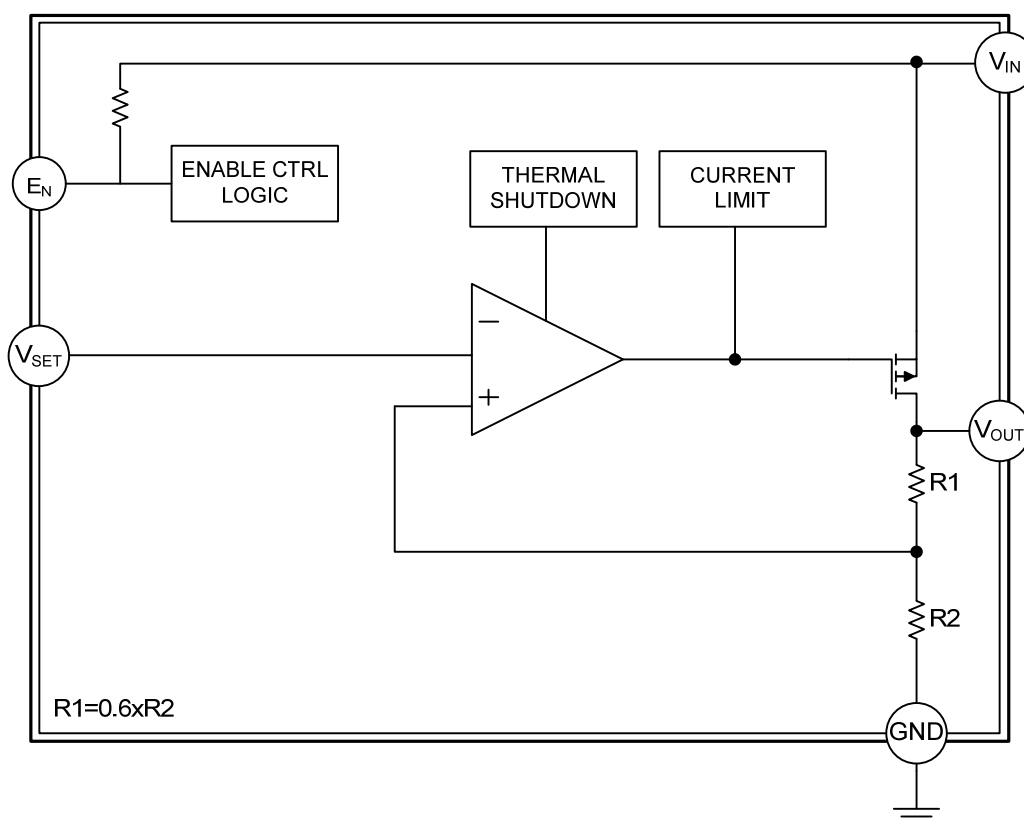 VIN
ENABLE CTRL
LOGIC
THERMAL
SHUTDOWN
CURRENT
LIMIT
EN
VSET
−
+
VOUT
R1
R2
R1=0.6xR2
GND